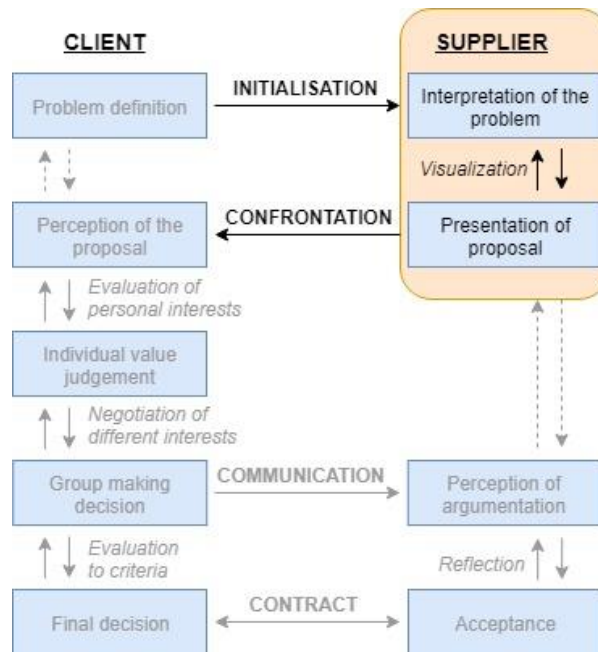 CLIENT
SUPPLIER
Problem definition
INITIALISATION
Interpretation of the
problem
Visualization
Perception of the
proposal
CONFRONTATION
Presentation of
proposal
Evaluation of
personal interests
Individual value
judgement
Negotiation of
different interests
Group making
decision
COMMUNICATION
Perception of
argumentation
Evaluation
to criteria
Reflection
Final decision
CONTRACT
Acceptance